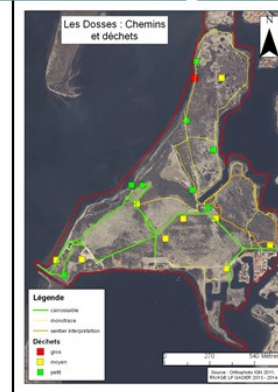 Les Dosses : Chemins
et déchets
N
Légende
carrossable
monotrace
sentier interprétation
Déchets
gros
moyen
petit
0 270 540 Mètres
Source : Orthophoto IGN 2011,